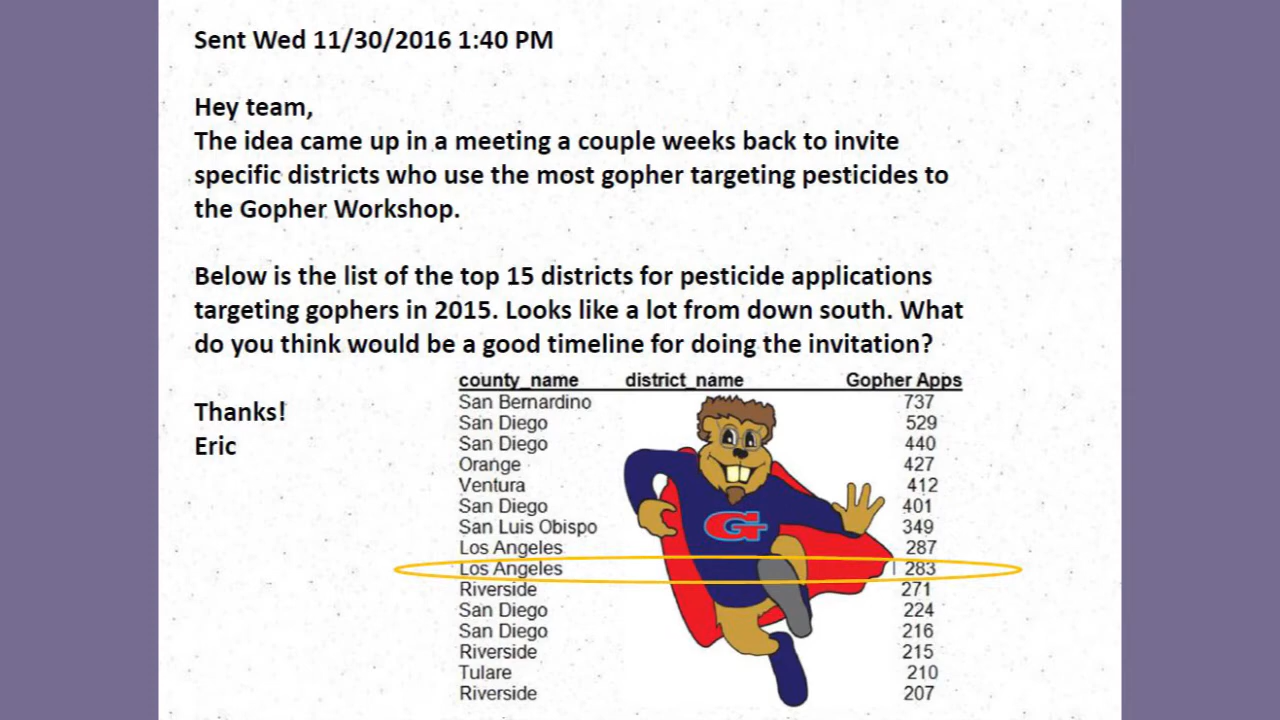 Sent Wed 11/30/2016 1:40 PM
Hey team,
The idea came up in a meeting a couple weeks back to invite
specific districts who use the most gopher targeting pesticides to
the Gopher Workshop.
Below is the list of the top 15 districts for pesticide applications
targeting gophers in 2015. Looks like a lot from down south. What
do you think would be a good timeline for doing the invitation?
Thanks!
Eric
county_name district_name Gopher Apps
San Bernardino 737
San Diego 529
San Diego 440
Orange 427
Ventura 412
San Diego 401
San Luis Obispo 349
Los Angeles 287
Los Angeles 283
Riverside 271
San Diego 224
San Diego 216
Riverside 215
Tulare 210
Riverside 207
G